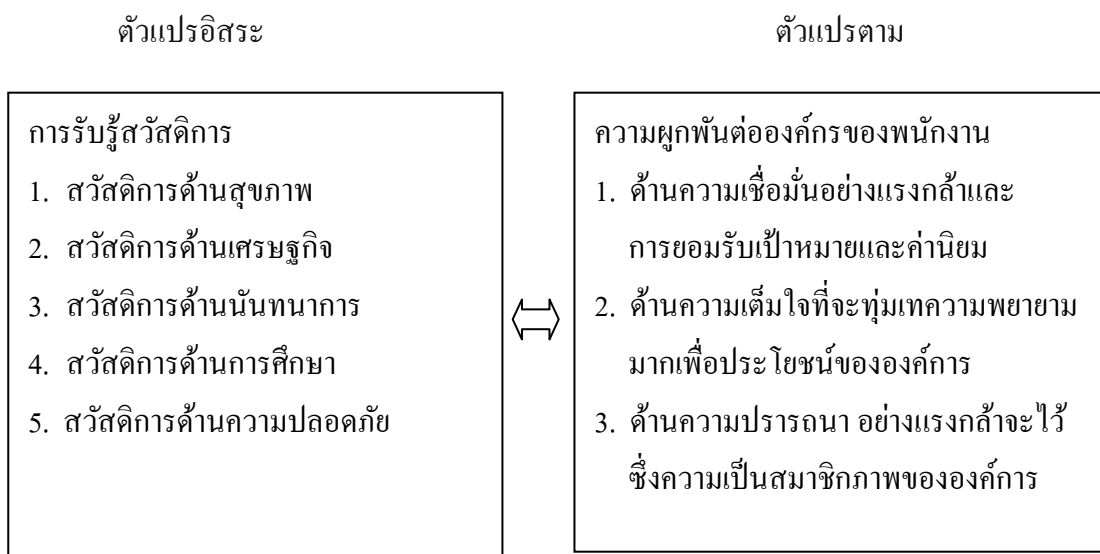 ตัวแปรอิสระ
ตัวแปรตาม
การรับรู้สวัสดิการ
1. สวัสดิการด้านสุขภาพ
2. สวัสดิการด้านเศรษฐกิจ
3. สวัสดิการด้านนันทนาการ
4. สวัสดิการด้านการศึกษา
5. สวัสดิการด้านความปลอดภัย
ความผูกพันต่อองค์กรของพนักงาน
1. ด้านความเชื่อมั่นอย่างแรงกล้าและ
การยอมรับเป้าหมายและค่านิยม
2. ด้านความเต็มใจที่จะทุ่มเทความพยายาม
มากเพื่อประโยชน์ขององค์การ
3. ด้านความปรารถนา อย่างแรงกล้าจะไว้
ซึ่งความเป็นสมาชิกภาพขององค์การ